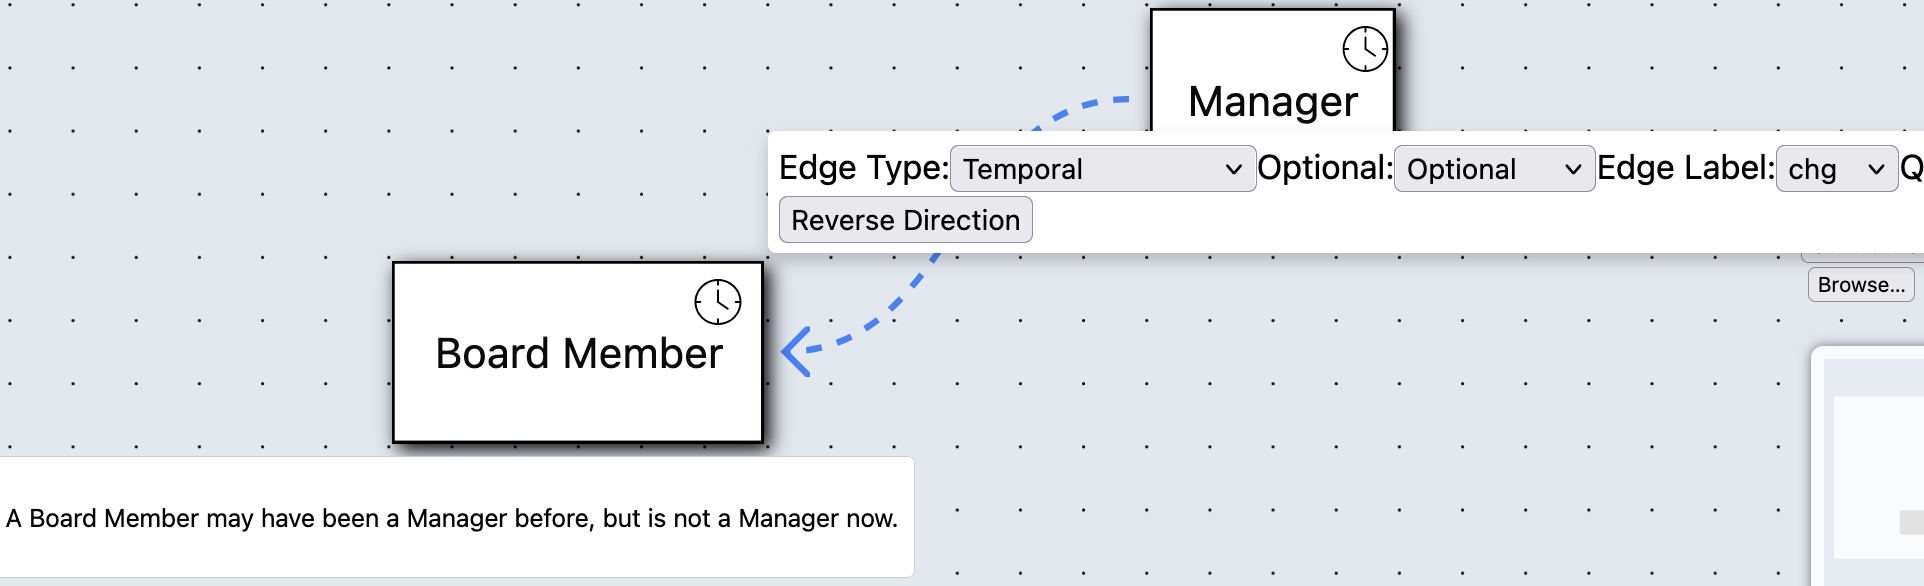 Manager
Edge Type: Temporal Optional: Optional Edge Label: chg Q
Reverse Direction
Browse...
Board Member
A Board Member may have been a Manager before, but is not a Manager now.